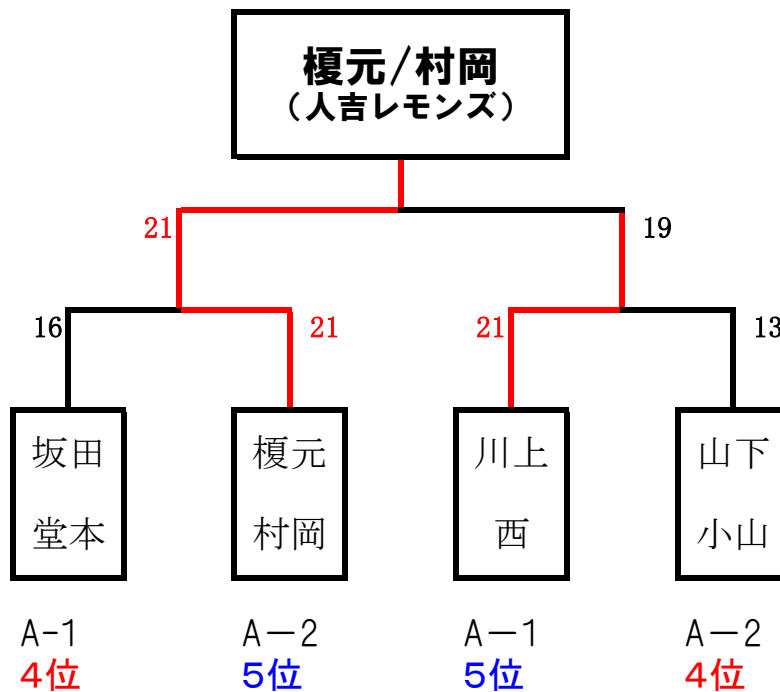 榎元/村岡
（人吉レモンズ）
21
19
16
21
21
13
坂田
堂本
榎元
村岡
川上
西
山下
小山
A-1
4位
A－2
5位
A－1
5位
A－2
4位